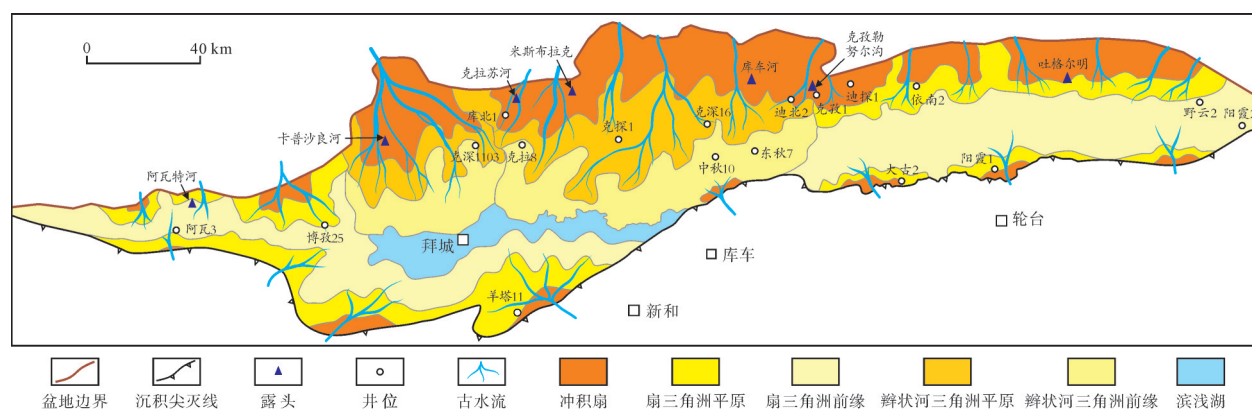 0 40 km
米斯布拉克
克孜勒
努尔沟
克拉苏河
库车河
吐格尔明
迪探1
依南2
库北1
迪北2
克孜1
野云2
阳霞
克深16
克探1
卡普沙良河
克深1103
克拉8
东秋7
中秋10
阳霞1
大古2
阿瓦特河
阿瓦3
博孜25
拜城
轮台
库车
羊塔11
新和
盆地边界
沉积尖灭线
露头
井位
古水流
冲积扇
扇三角洲平原
扇三角洲前缘
辫状河三角洲平原
辫状河三角洲前缘
滨浅湖